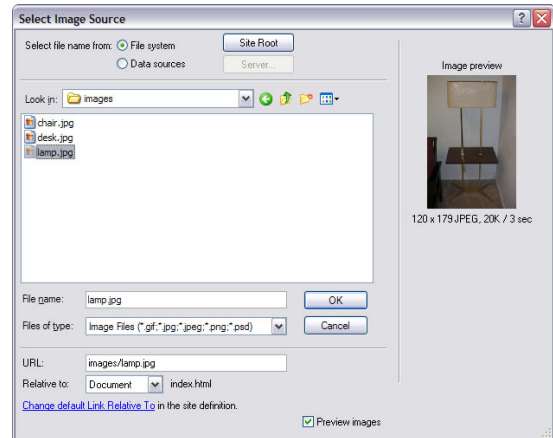 Select Image Source
Select file name from: File system Site Root
Data sources Server...
Image preview
Look in: images
chair.jpg
desk.jpg
lamp.jpg
120 x 179 JPEG, 20K / 3 sec
File name: lamp.jpg OK
Files of type: Image Files (*.gif;*.jpg;*.jpeg;*.png;*.psd) Cancel
URL: images/lamp.jpg
Relative to: Document index.html
Change default Link Relative To in the site definition.
Preview images